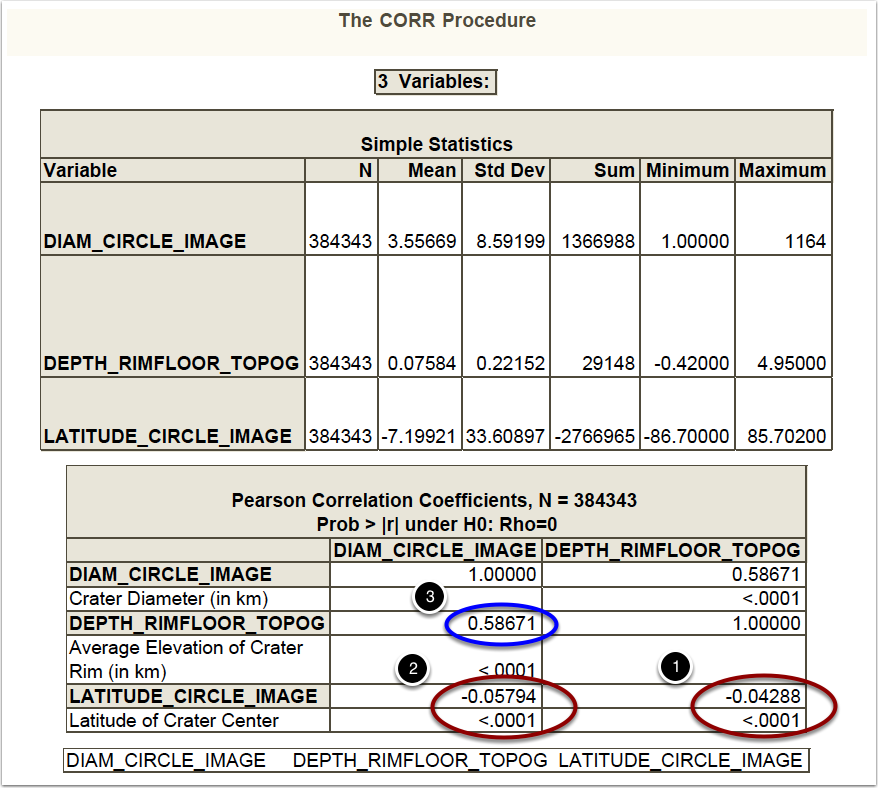 The CORR Procedure
3 Variables:
Simple Statistics
Variable N Mean Std Dev Sum Minimum Maximum
DIAM_CIRCLE_IMAGE 384343 3.55669 8.59199 1366988 1.00000 1164
DEPTH_RIMFLOOR_TOPOG 384343 0.07584 0.22152 29148 -0.42000 4.95000
LATITUDE_CIRCLE_IMAGE 384343 -7.19921 33.60897 -2766965 -86.70000 85.70200
Pearson Correlation Coefficients, N = 384343
Prob > |r| under H0: Rho=0
DIAM_CIRCLE_IMAGE DEPTH_RIMFLOOR_TOPOG
DIAM_CIRCLE_IMAGE 1.00000 0.58671
Crater Diameter (in km) <.0001
3
DEPTH_RIMFLOOR_TOPOG 0.58671 1.00000
Average Elevation of Crater
Rim (in km) <.0001
2 1
LATITUDE_CIRCLE_IMAGE -0.05794 -0.04288
Latitude of Crater Center <.0001 <.0001
DIAM_CIRCLE_IMAGE DEPTH_RIMFLOOR_TOPOG LATITUDE_CIRCLE_IMAGE